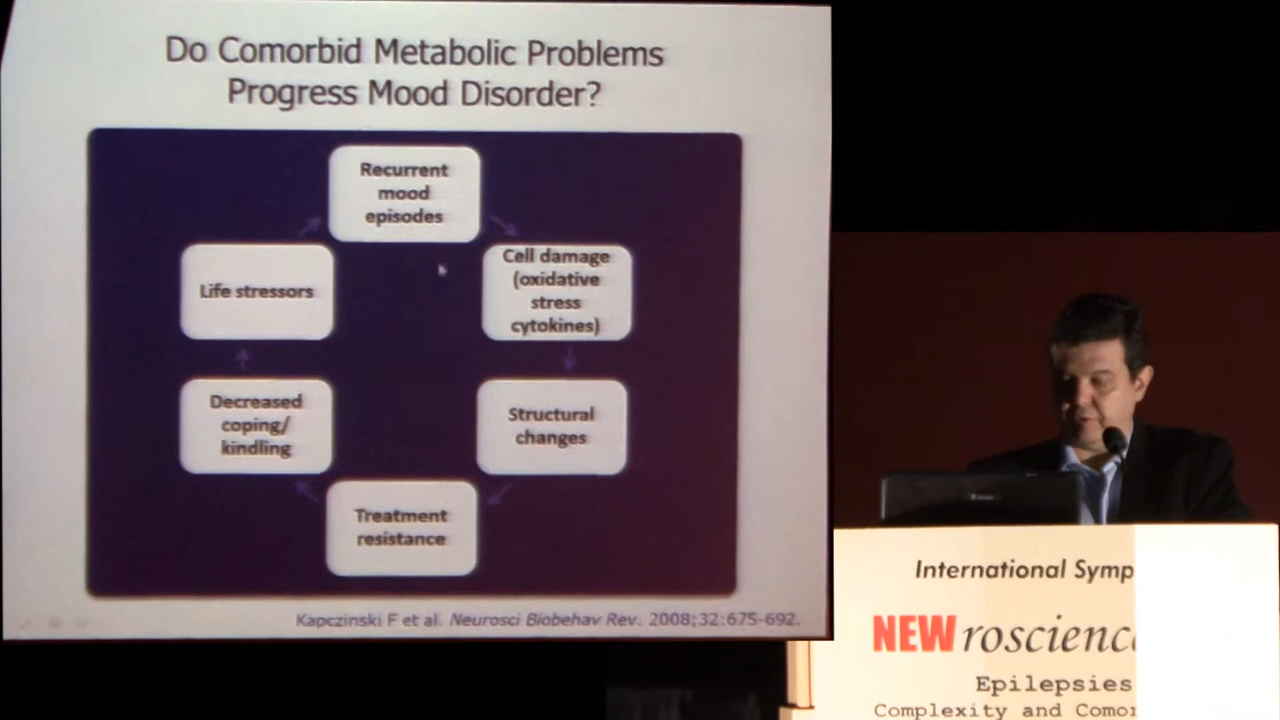 Do Comorbid Metabolic Problems
Progress Mood Disorder?
Recurrent
mood
episodes
Cell damage
(oxidative
stress
cytokines)
Life stressors
Decreased
coping/
kindling
Structural
changes
Treatment
resistance
Kapczinski F et al. Neurosci Biobehav Rev. 2008;32:675-692.
International Symp
NEWroscienc
Epilepsies
Complexity and Comor